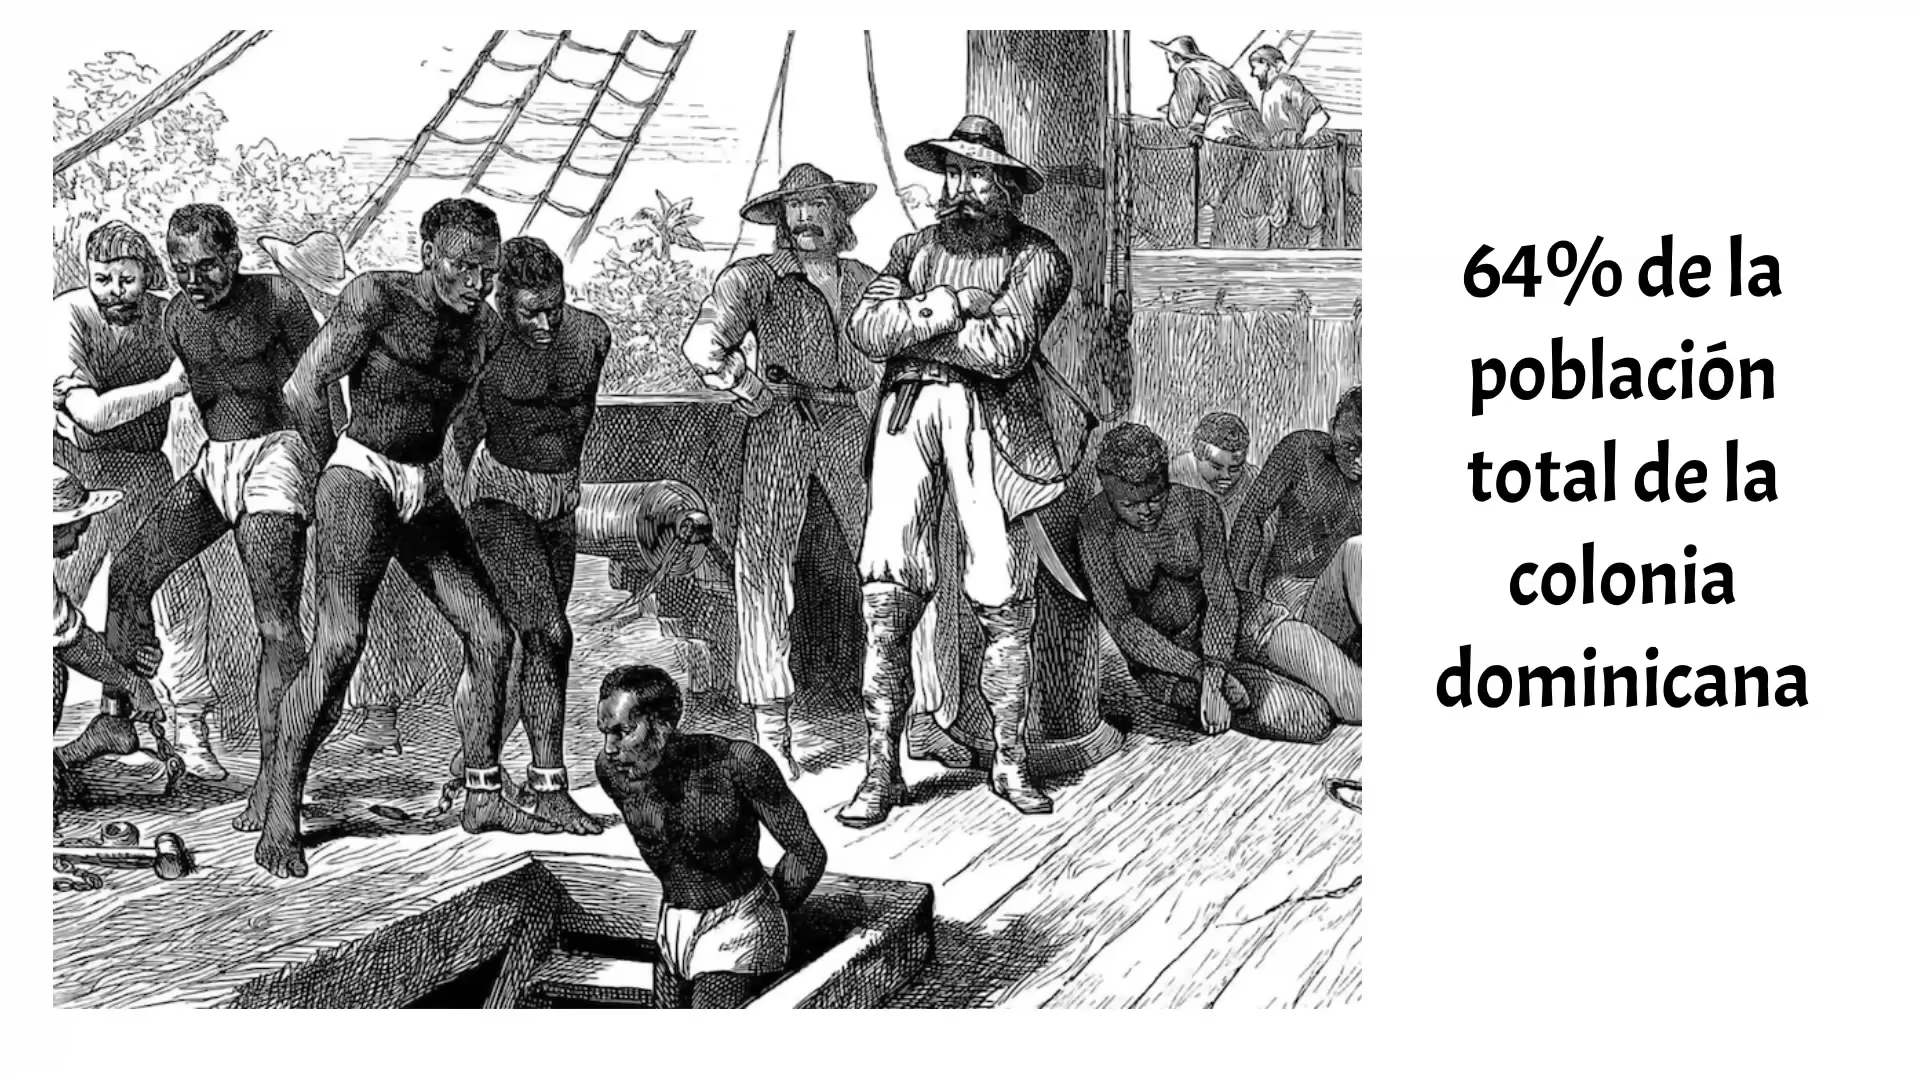 64% de la
población
total de la
colonia
dominicana